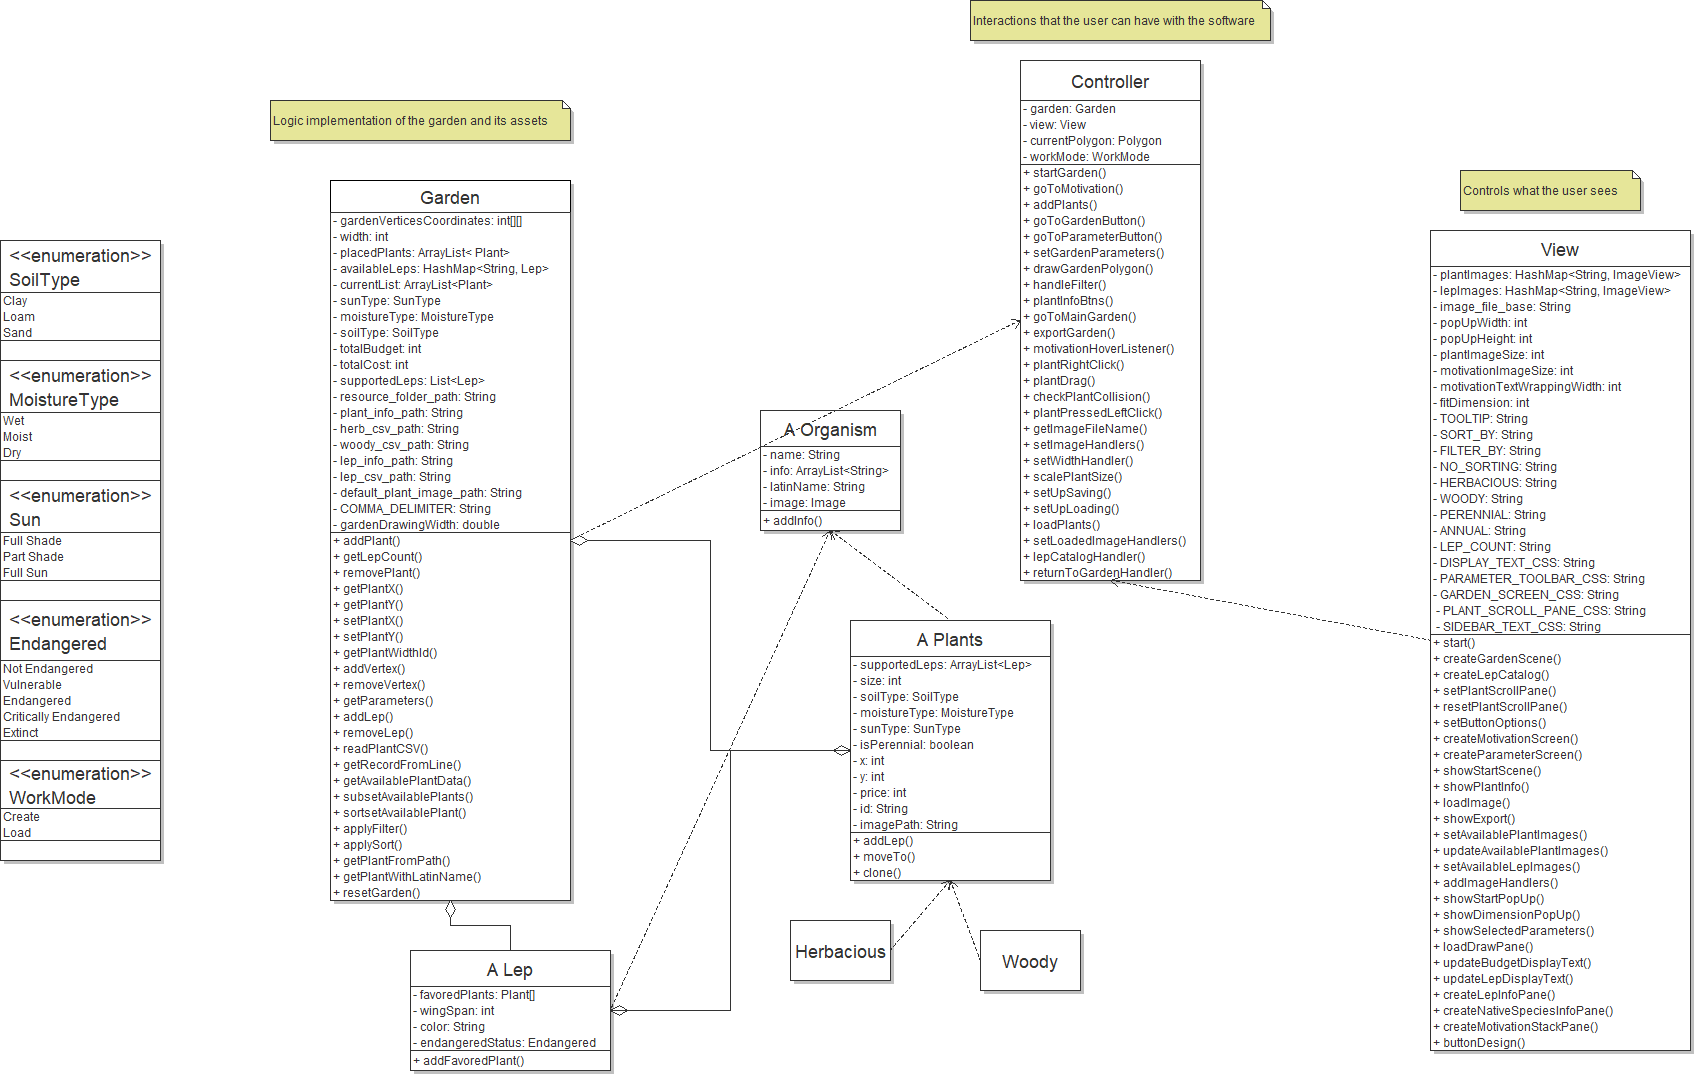 Interactions that the user can have with the software
Logic implementation of the garden and its assets
Controls what the user sees
<<enumeration>>
SoilType
Clay
Loam
Sand
<<enumeration>>
MoistureType
Wet
Moist
Dry
<<enumeration>>
Sun
Full Shade
Part Shade
Full Sun
<<enumeration>>
Endangered
Not Endangered
Vulnerable
Endangered
Critically Endangered
Extinct
<<enumeration>>
WorkMode
Create
Load
Garden
- gardenVerticesCoordinates: int[][]
- width: int
- placedPlants: ArrayList< Plant>
- availableLeps: HashMap<String, Lep>
- currentList: ArrayList<Plant>
- sunType: SunType
- moistureType: MoistureType
- soilType: SoilType
- totalBudget: int
- totalCost: int
- supportedLeps: List<Lep>
- resource_folder_path: String
- plant_info_path: String
- herb_csv_path: String
- woody_csv_path: String
- lep_info_path: String
- lep_csv_path: String
- default_plant_image_path: String
- COMMA_DELIMITER: String
- gardenDrawingWidth: double
+ addPlant()
+ getLepCount()
+ removePlant()
+ getPlantX()
+ getPlantY()
+ setPlantX()
+ setPlantY()
+ getPlantWidthId()
+ addVertex()
+ removeVertex()
+ getParameters()
+ addLep()
+ removeLep()
+ readPlantCSV()
+ getRecordFromLine()
+ getAvailablePlantData()
+ subsetAvailablePlants()
+ sortsetAvailablePlant()
+ applyFilter()
+ applySort()
+ getPlantFromPath()
+ getPlantWithLatinName()
+ resetGarden()
A Lep
- favoredPlants: Plant[]
- wingSpan: int
- color: String
- endangeredStatus: Endangered
+ addFavoredPlant()
A Organism
- name: String
- info: ArrayList<String>
- latinName: String
- image: Image
+ addInfo()
A Plants
- supportedLeps: ArrayList<Lep>
- size: int
- soilType: SoilType
- moistureType: MoistureType
- sunType: SunType
- isPerennial: boolean
- x: int
- y: int
- price: int
- id: String
- imagePath: String
+ addLep()
+ moveTo()
+ clone()
Herbacious
Woody
Controller
- garden: Garden
- view: View
- currentPolygon: Polygon
- workMode: WorkMode
+ startGarden()
+ goToMotivation()
+ addPlants()
+ goToGardenButton()
+ goToParameterButton()
+ setGardenParameters()
+ drawGardenPolygon()
+ handleFilter()
+ plantInfoBtns()
+ goToMainGarden()
+ exportGarden()
+ motivationHoverListener()
+ plantRightClick()
+ plantDrag()
+ checkPlantCollision()
+ plantPressedLeftClick()
+ getImageFileName()
+ setImageHandlers()
+ setWidthHandler()
+ scalePlantSize()
+ setUpSaving()
+ setUpLoading()
+ loadPlants()
+ setLoadedImageHandlers()
+ lepCatalogHandler()
+ returnToGardenHandler()
View
- plantImages: HashMap<String, ImageView>
- lepImages: HashMap<String, ImageView>
- image_file_base: String
- popUpWidth: int
- popUpHeight: int
- plantImageSize: int
- motivationImageSize: int
- motivationTextWrappingWidth: int
- fitDimension: int
- TOOLTIP: String
- SORT_BY: String
- FILTER_BY: String
- NO_SORTING: String
- HERBACIOUS: String
- WOODY: String
- PERENNIAL: String
- ANNUAL: String
- LEP_COUNT: String
- DISPLAY_TEXT_CSS: String
- PARAMETER_TOOLBAR_CSS: String
- GARDEN_SCREEN_CSS: String
- PLANT_SCROLL_PANE_CSS: String
- SIDEBAR_TEXT_CSS: String
+ start()
+ createGardenScene()
+ createLepCatalog()
+ setPlantScrollPane()
+ resetPlantScrollPane()
+ setButtonOptions()
+ createMotivationScreen()
+ createParameterScreen()
+ showStartScene()
+ showPlantInfo()
+ loadImage()
+ showExport()
+ setAvailablePlantImages()
+ updateAvailablePlantImages()
+ setAvailableLepImages()
+ addImageHandlers()
+ showStartPopUp()
+ showDimensionPopUp()
+ showSelectedParameters()
+ loadDrawPane()
+ updateBudgetDisplayText()
+ updateLepDisplayText()
+ createLepInfoPane()
+ createNativeSpeciesInfoPane()
+ createMotivationStackPane()
+ buttonDesign()